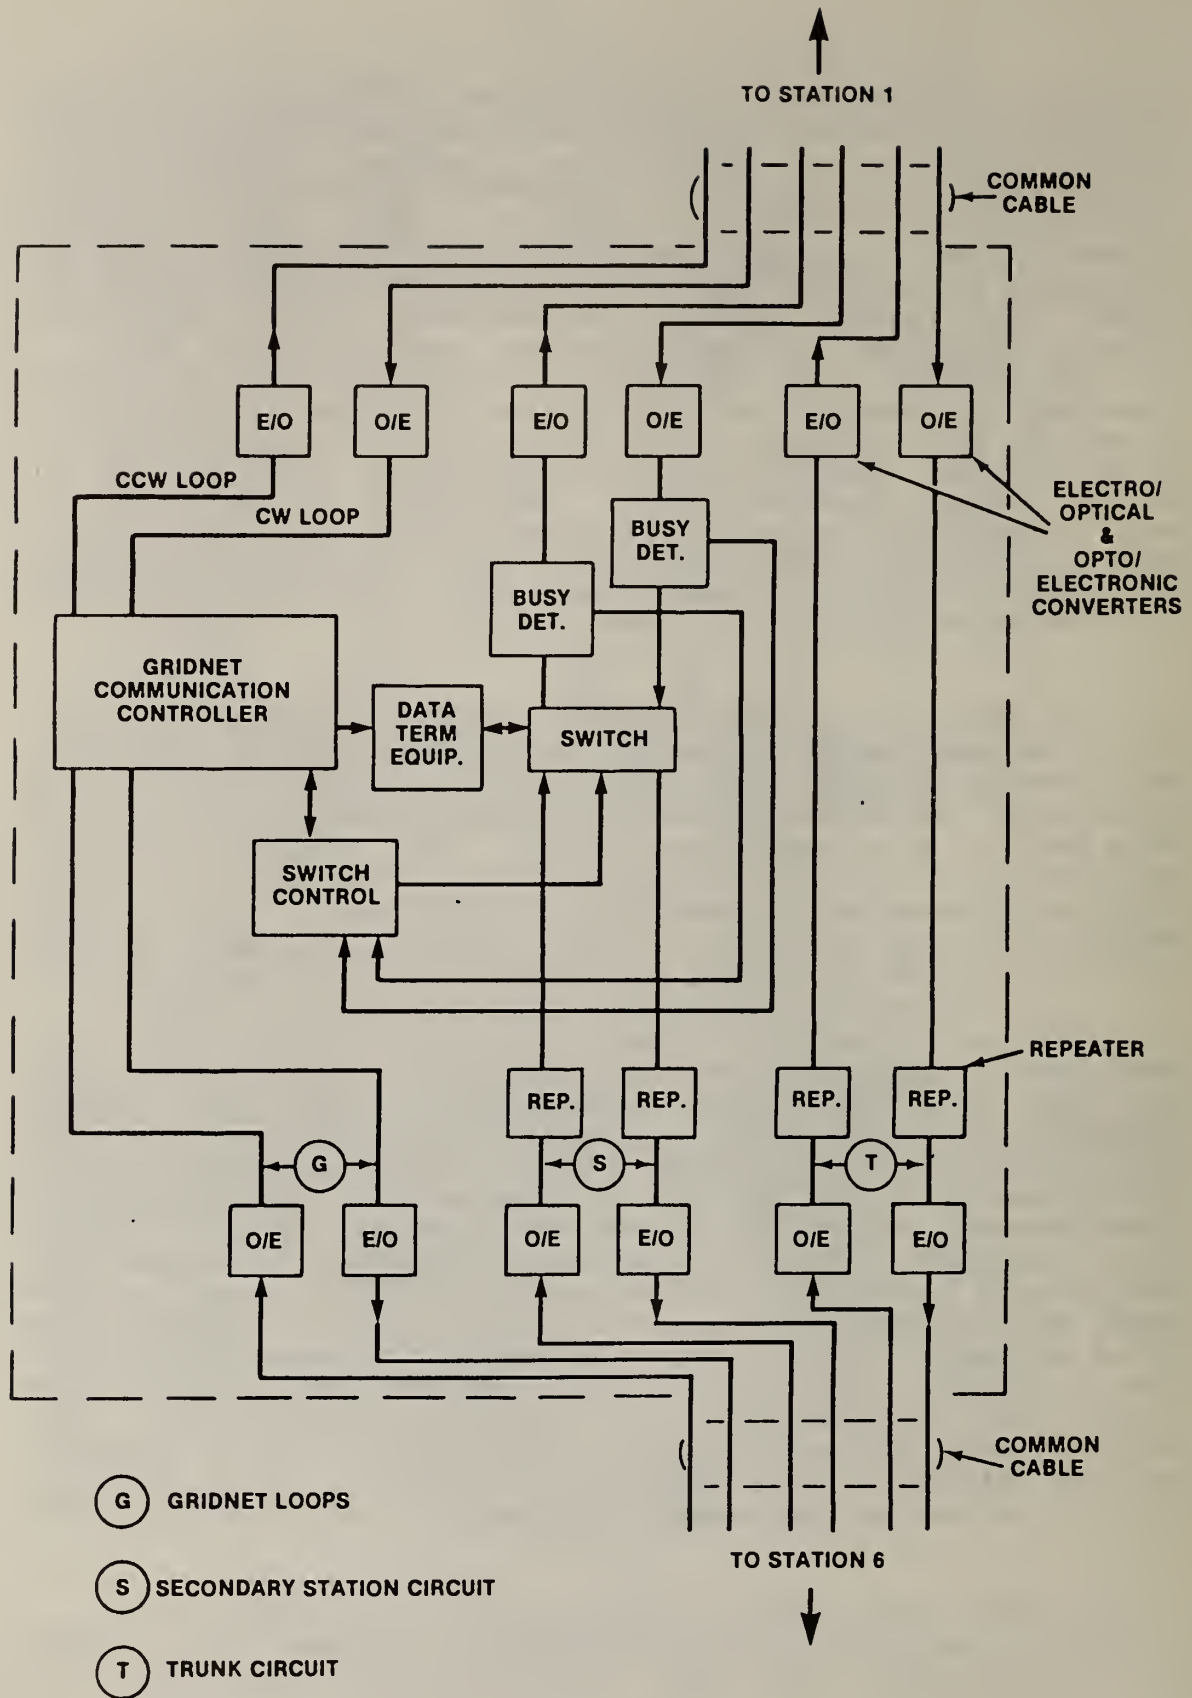 TO STATION 1
COMMON
CABLE
E/O
O/E
E/O
O/E
E/O
O/E
CCW LOOP
CW LOOP
ELECTRO/
OPTICAL
&
OPTO/
ELECTRONIC
CONVERTERS
BUSY
DET.
BUSY
DET.
GRIDNET
COMMUNICATION
CONTROLLER
DATA
TERM
EQUIP.
SWITCH
SWITCH
CONTROL
REPEATER
REP.
REP.
REP.
REP.
G
S
T
O/E
E/O
O/E
E/O
O/E
E/O
COMMON
CABLE
G GRIDNET LOOPS
TO STATION 6
S SECONDARY STATION CIRCUIT
T TRUNK CIRCUIT